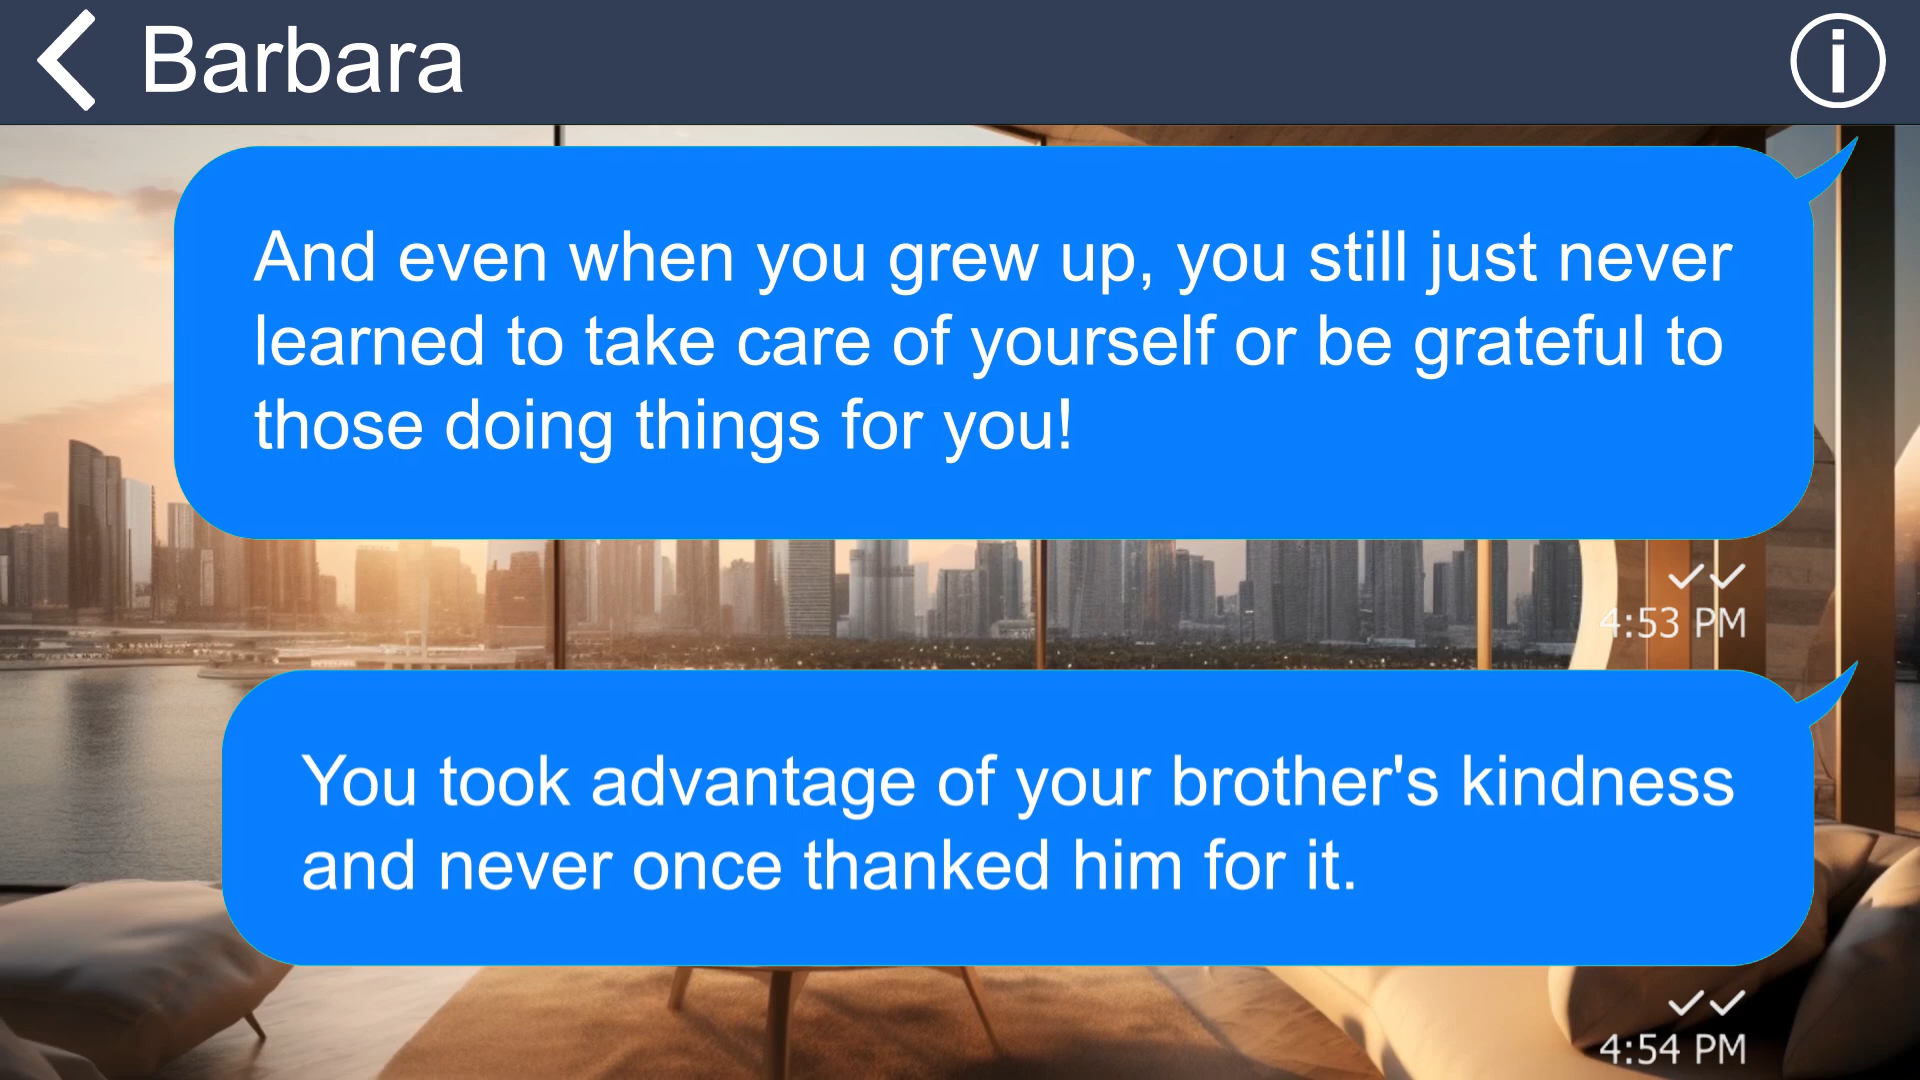 Barbara
And even when you grew up, you still just never
learned to take care of yourself or be grateful to
those doing things for you!
4:53 PM
You took advantage of your brother's kindness
and never once thanked him for it.
4:54 PM